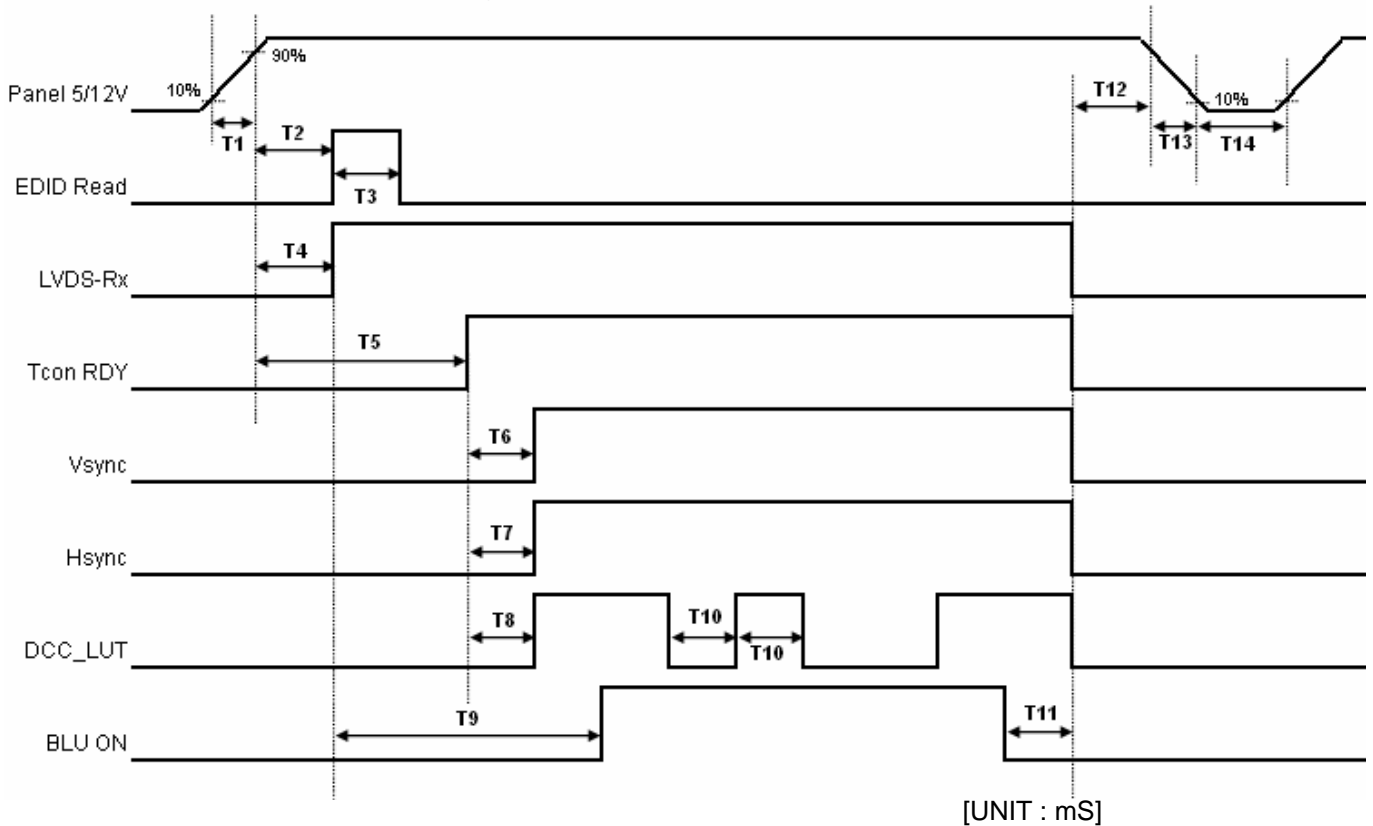 90%
Panel 5/12V
10%
T12
10%
T1
T2
T13
T14
EDID Read
T3
LVDS-Rx
T4
T5
Tcon RDY
T6
Vsync
T7
Hsync
T8
T10
T10
DCC_LUT
T9
T11
BLU ON
[UNIT : mS]